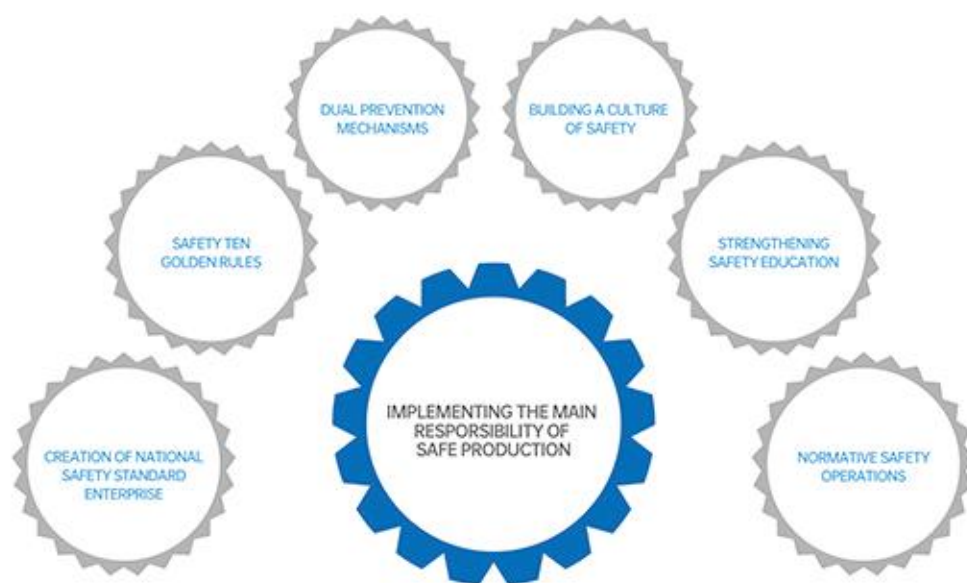 DUAL PREVENTION
MECHANISMS
BUILDING A CULTURE
OF SAFETY
SAFETY TEN
GOLDEN RULES
STRENGTHENING
SAFETY EDUCATION
IMPLEMENTING THE MAIN
RESPORSIBILITY OF
SAFE PRODUCTION
CREATION OF NATIONAL
SAFETY STANDARD
ENTERPRISE
NORMATIVE SAFETY
OPERATIONS